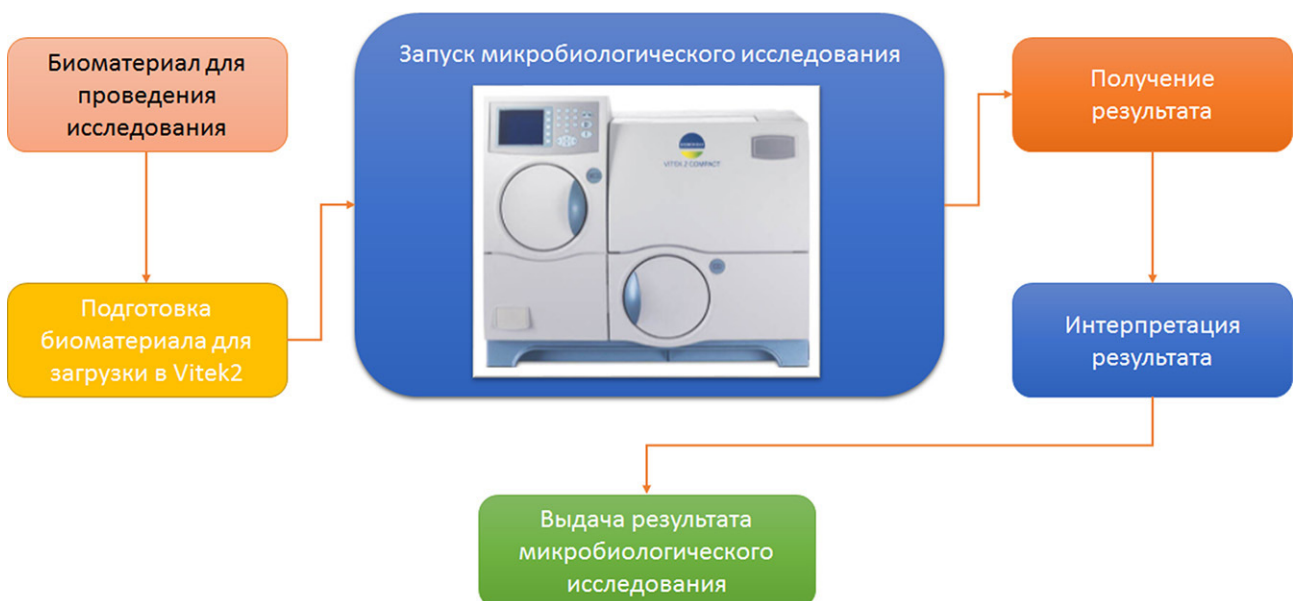 Биоматериал для
проведения
исследования
Подготовка
биоматериала для
загрузки в Vitek2
Запуск микробиологического исследования
VITEK 2 COMPACT
Получение
результата
Интерпретация
результата
Выдача результата
микробиологического
исследования